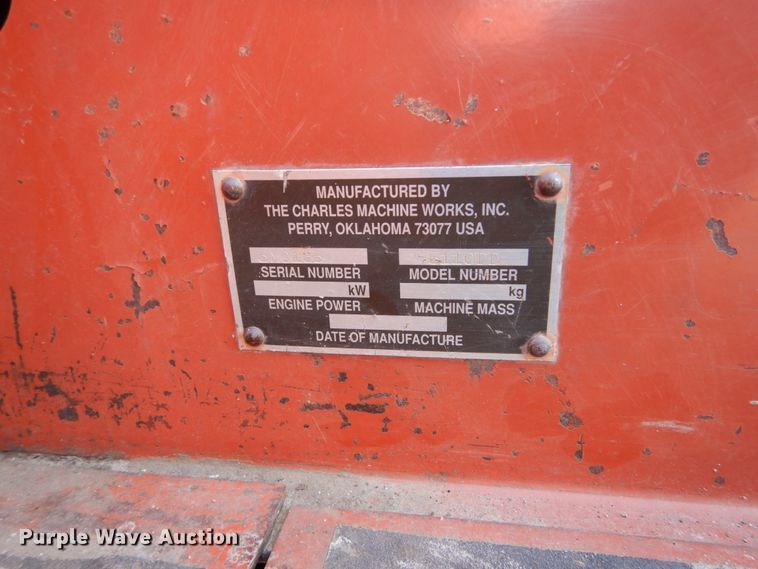 MANUFACTURED BY
THE CHARLES MACHINE WORKS, INC.
PERRY, OKLAHOMA 73077 USA
SERIAL NUMBER MODEL NUMBER
kW kg
ENGINE POWER MACHINE MASS
DATE OF MANUFACTURE
Purple Wave Auction